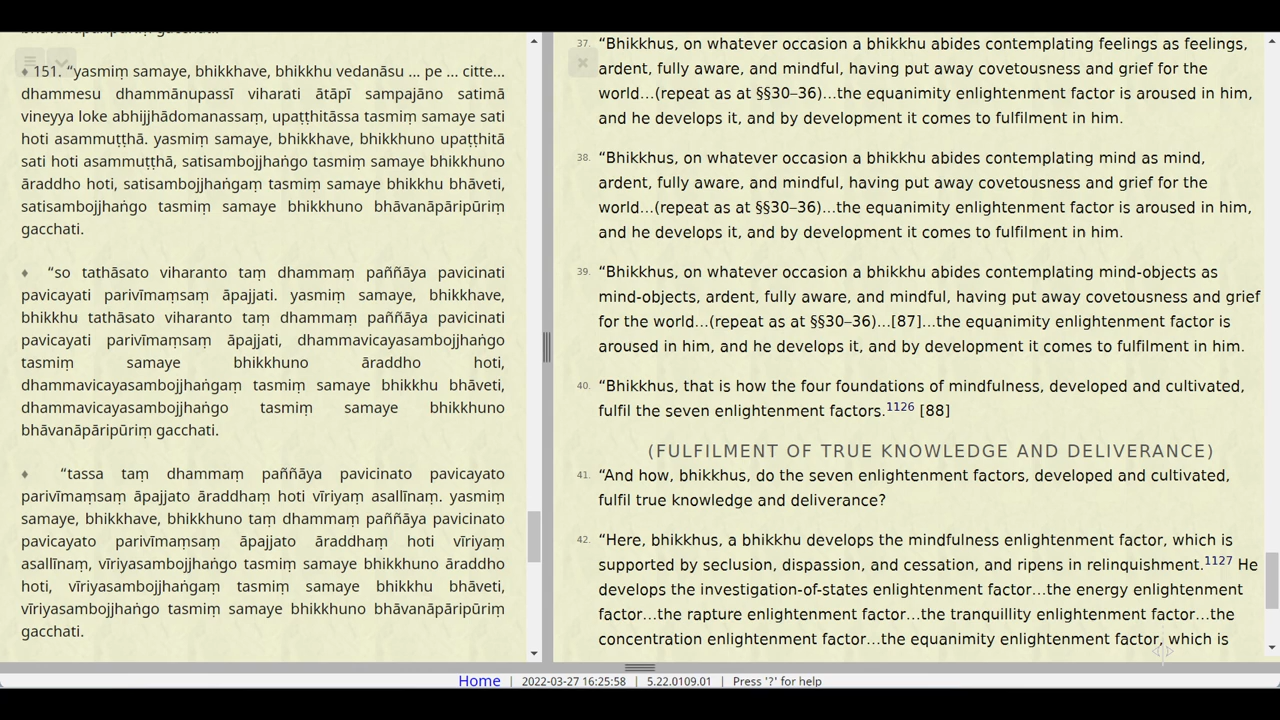 ♦ 151. “yasmiṃ samaye, bhikkhave, bhikkhu vedanāsu ... pe ... citte...
dhammesu dhammānupassī viharati ātāpī sampajāno satimā
vineyya loke abhijjhādomanassaṃ, upaṭṭhitāssa tasmiṃ samaye sati
hoti asammuṭṭhā. yasmiṃ samaye, bhikkhave, bhikkhuno upaṭṭhitā
sati hoti asammuṭṭhā, satisambojjhaṅgo tasmiṃ samaye bhikkhuno
āraddho hoti, satisambojjhaṅgaṃ tasmiṃ samaye bhikkhu bhāveti,
satisambojjhaṅgo tasmiṃ samaye bhikkhuno bhāvanāpāripūriṃ
gacchati.
♦ “so tathāsato viharanto taṃ dhammaṃ paññāya pavicinati
pavicayati parivīmaṃsaṃ āpajjati. yasmiṃ samaye, bhikkhave,
bhikkhu tathāsato viharanto taṃ dhammaṃ paññāya pavicinati
pavicayati parivīmaṃsaṃ āpajjati, dhammavicayasambojjhaṅgo
tasmiṃ samaye bhikkhuno āraddho hoti,
dhammavicayasambojjhaṅgaṃ tasmiṃ samaye bhikkhu bhāveti,
dhammavicayasambojjhaṅgo tasmiṃ samaye bhikkhuno
bhāvanāpāripūriṃ gacchati.
♦ “tassa taṃ dhammaṃ paññāya pavicinato pavicayato
parivīmaṃsaṃ āpajjato āraddhaṃ hoti vīriyaṃ asallīnaṃ. yasmiṃ
samaye, bhikkhave, bhikkhuno taṃ dhammaṃ paññāya pavicinato
pavicayato parivīmaṃsaṃ āpajjato āraddhaṃ hoti vīriyaṃ
asallīnaṃ, vīriyasambojjhaṅgo tasmiṃ samaye bhikkhuno āraddho
hoti, vīriyasambojjhaṅgaṃ tasmiṃ samaye bhikkhu bhāveti,
vīriyasambojjhaṅgo tasmiṃ samaye bhikkhuno bhāvanāpāripūriṃ
gacchati.
37. “Bhikkhus, on whatever occasion a bhikkhu abides contemplating feelings as feelings,
ardent, fully aware, and mindful, having put away covetousness and grief for the
world…(repeat as at §§30–36)…the equanimity enlightenment factor is aroused in him,
and he develops it, and by development it comes to fulfilment in him.
38. “Bhikkhus, on whatever occasion a bhikkhu abides contemplating mind as mind,
ardent, fully aware, and mindful, having put away covetousness and grief for the
world…(repeat as at §§30–36)…the equanimity enlightenment factor is aroused in him,
and he develops it, and by development it comes to fulfilment in him.
39. “Bhikkhus, on whatever occasion a bhikkhu abides contemplating mind-objects as
mind-objects, ardent, fully aware, and mindful, having put away covetousness and grief
for the world…(repeat as at §§30–36)…[87]…the equanimity enlightenment factor is
aroused in him, and he develops it, and by development it comes to fulfilment in him.
40. “Bhikkhus, that is how the four foundations of mindfulness, developed and cultivated,
fulfil the seven enlightenment factors.1126 [88]
(FULFILMENT OF TRUE KNOWLEDGE AND DELIVERANCE)
41. “And how, bhikkhus, do the seven enlightenment factors, developed and cultivated,
fulfil true knowledge and deliverance?
42. “Here, bhikkhus, a bhikkhu develops the mindfulness enlightenment factor, which is
supported by seclusion, dispassion, and cessation, and ripens in relinquishment.1127 He
develops the investigation-of-states enlightenment factor…the energy enlightenment
factor…the rapture enlightenment factor…the tranquillity enlightenment factor…the
concentration enlightenment factor…the equanimity enlightenment factor, which is
Home | 2022-03-27 16:25:58 | 5.22.0109.01 | Press '?' for help